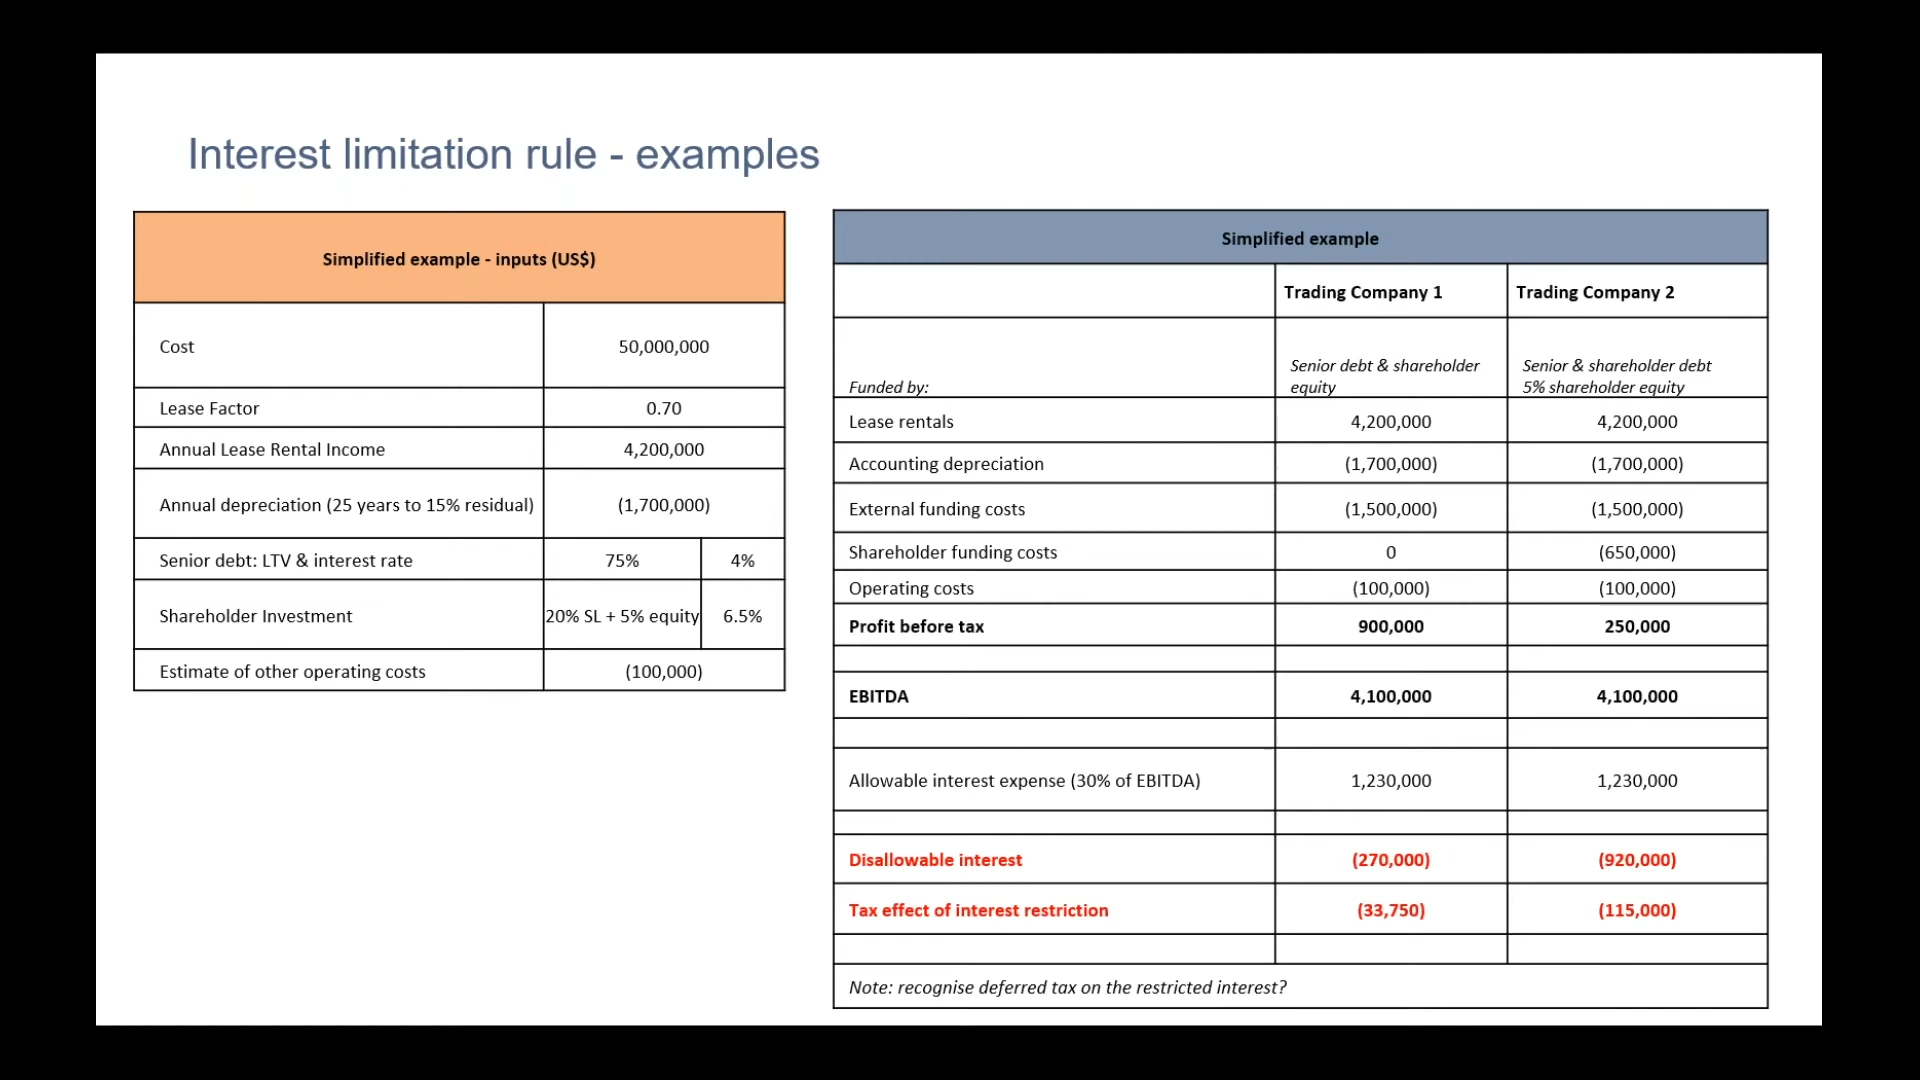 Interest limitation rule - examples
Simplified example - inputs (US$)
Cost 50,000,000
Lease Factor 0.70
Annual Lease Rental Income 4,200,000
Annual depreciation (25 years to 15% residual) (1,700,000)
Senior debt: LTV & interest rate 75% 4%
Shareholder Investment 20% SL + 5% equity 6.5%
Estimate of other operating costs (100,000)
Simplified example
Trading Company 1 Trading Company 2
Funded by: Senior debt & shareholder
equity Senior & shareholder debt
5% shareholder equity
Lease rentals 4,200,000 4,200,000
Accounting depreciation (1,700,000) (1,700,000)
External funding costs (1,500,000) (1,500,000)
Shareholder funding costs 0 (650,000)
Operating costs (100,000) (100,000)
Profit before tax 900,000 250,000
EBITDA 4,100,000 4,100,000
Allowable interest expense (30% of EBITDA) 1,230,000 1,230,000
Disallowable interest (270,000) (920,000)
Tax effect of interest restriction (33,750) (115,000)
Note: recognise deferred tax on the restricted interest?